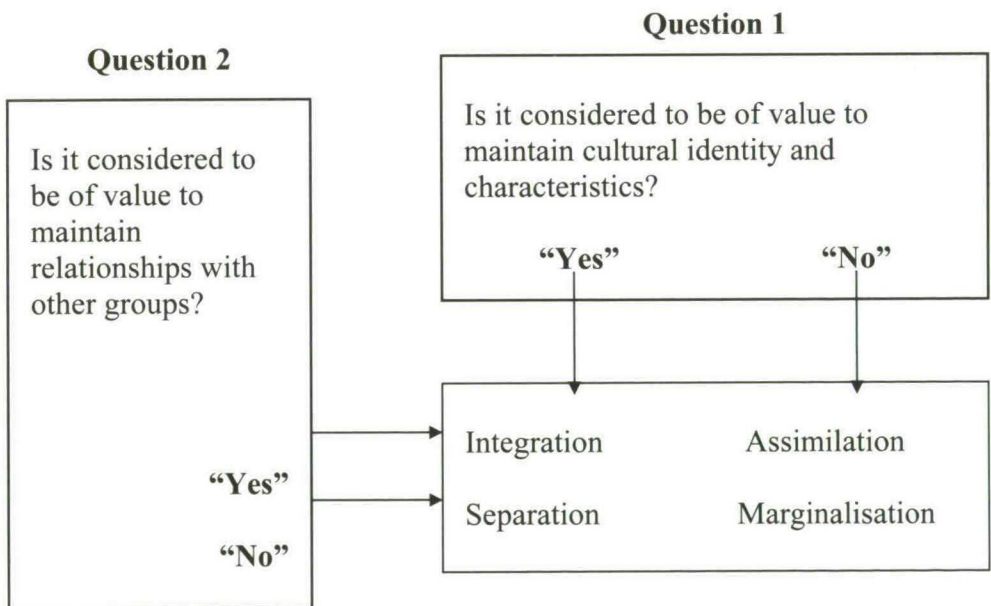 Question 1
Question 2
Is it considered to be of value to
maintain cultural identity and
characteristics?
“Yes” “No”
Is it considered to
be of value to
maintain
relationships with
other groups?
“Yes”
“No”
Integration Assimilation
Separation Marginalisation